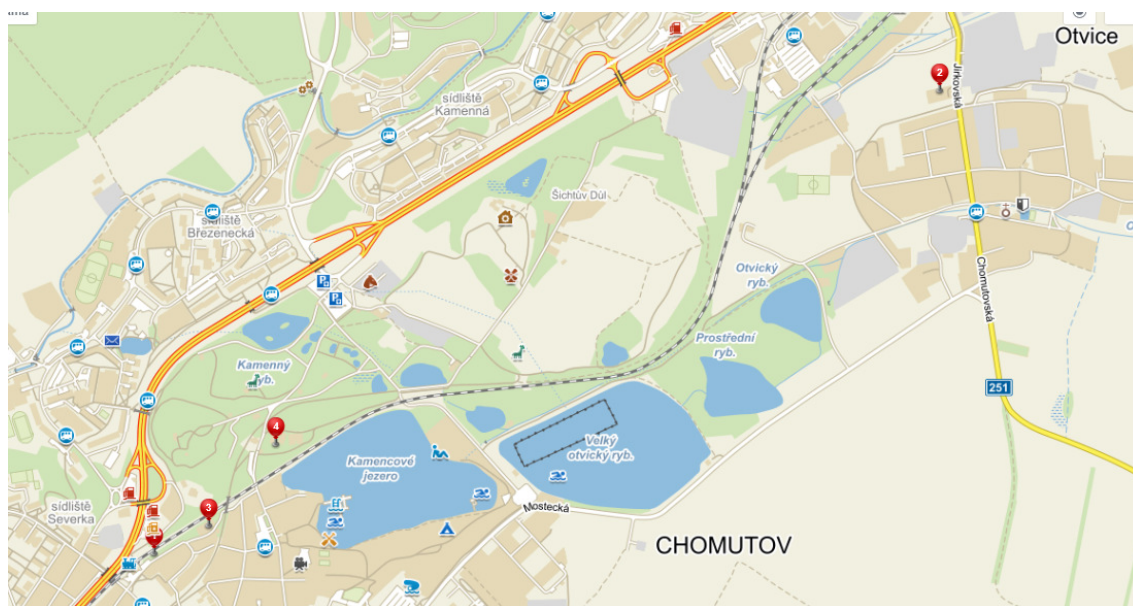 Otvice
2
Jirkovská
sídliště
Kamenná
Šichtův Důl
sídliště
Březenecká
Chomutovská
Otvický
ryb.
P
P
Prostřední
ryb.
Kamenný
ryb.
251
4
Velký
otvický ryb.
Kamencové
jezero
3
sídliště
Severka
Mostecká
CHOMUTOV